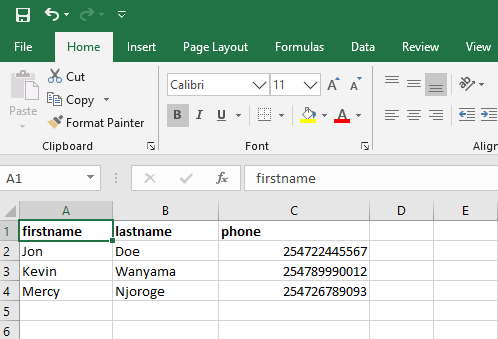 File Home Insert Page Layout Formulas Data Review View
Cut
Calibri 11 A A
Copy
Paste
Format Painter
B I U A
Clipboard Font Align
A1 fx firstname
A B C D E
1 firstname lastname phone
2 Jon Doe 254722445567
3 Kevin Wanyama 254789990012
4 Mercy Njoroge 254726789093
5
6